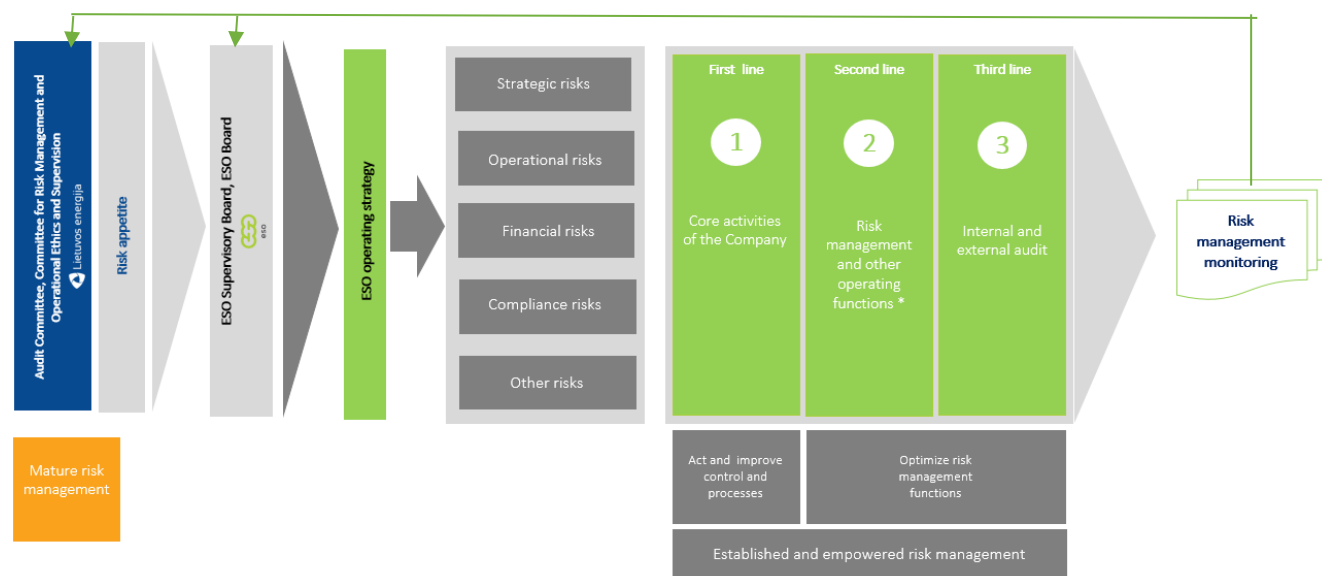 Audit Committee, Committee for Risk Management and
Operational Ethics and Supervision
Lietuvos energija
Risk appetite
ESO Supervisory Board, ESO Board
eso
ESO operating strategy
Strategic risks
Operational risks
Financial risks
Compliance risks
Other risks
First line
1
Core activities
of the Company
Second line
2
Risk
management
and other
operating
functions *
Third line
3
Internal and
external audit
Risk
management
monitoring
Mature risk
management
Act and improve
control and
processes
Optimize risk
management
functions
Established and empowered risk management